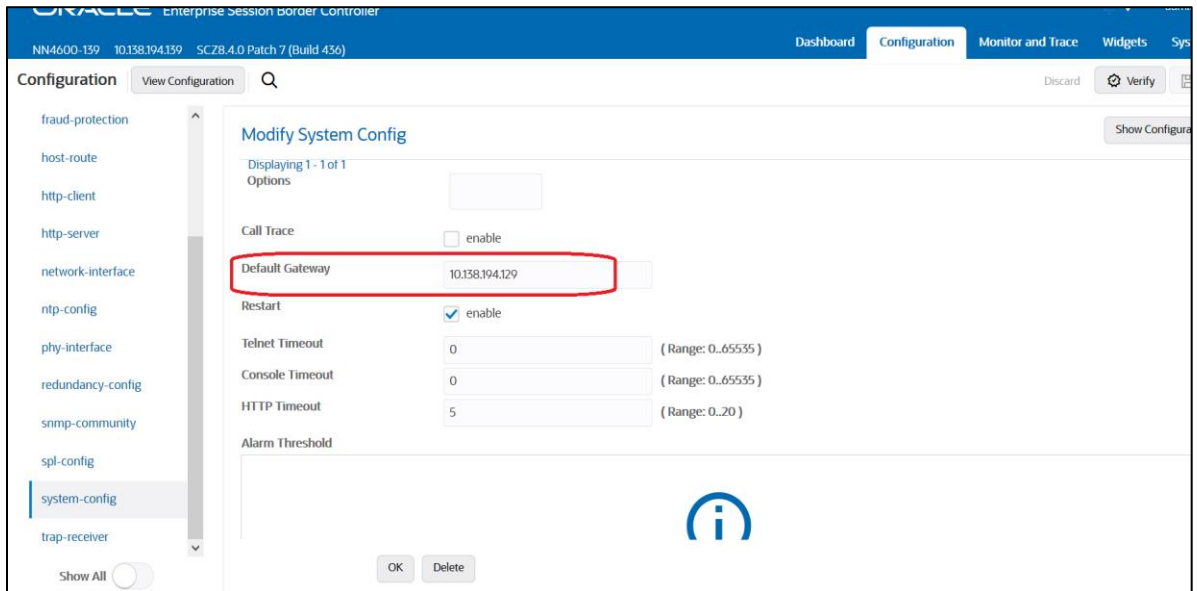 ORACLE Enterprise Session Border Controller
NN4600-139 10.138.194.139 SCZ8.4.0 Patch 7 (Build 436)
Dashboard Configuration Monitor and Trace Widgets Sys
Configuration View Configuration Discard Verify
fraud-protection
host-route
http-client
http-server
network-interface
ntp-config
phy-interface
redundancy-config
snmp-community
spl-config
system-config
trap-receiver
Show All
Modify System Config Show Configura
Displaying 1 - 1 of 1
Options
Call Trace enable
Default Gateway 10.138.194.129
Restart enable
Telnet Timeout 0 ( Range: 0..65535 )
Console Timeout 0 ( Range: 0..65535 )
HTTP Timeout 5 ( Range: 0..20 )
Alarm Threshold
OK Delete